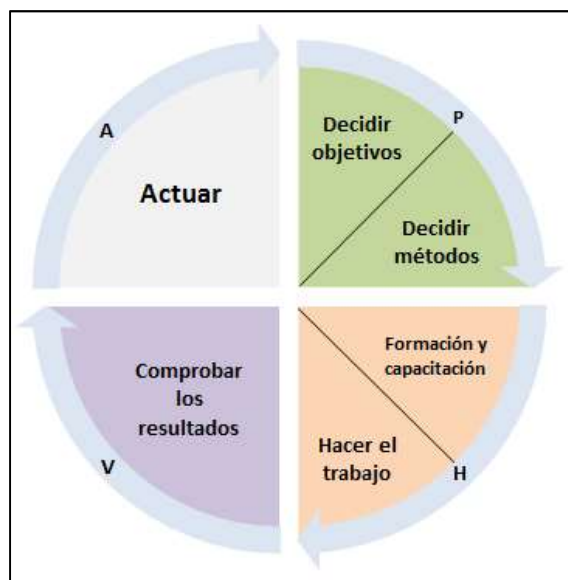 A
Actuar
P
Decidir
objetivos
Decidir
métodos
Formación y
capacitación
Hacer el
trabajo
H
Comprobar
los
resultados
V